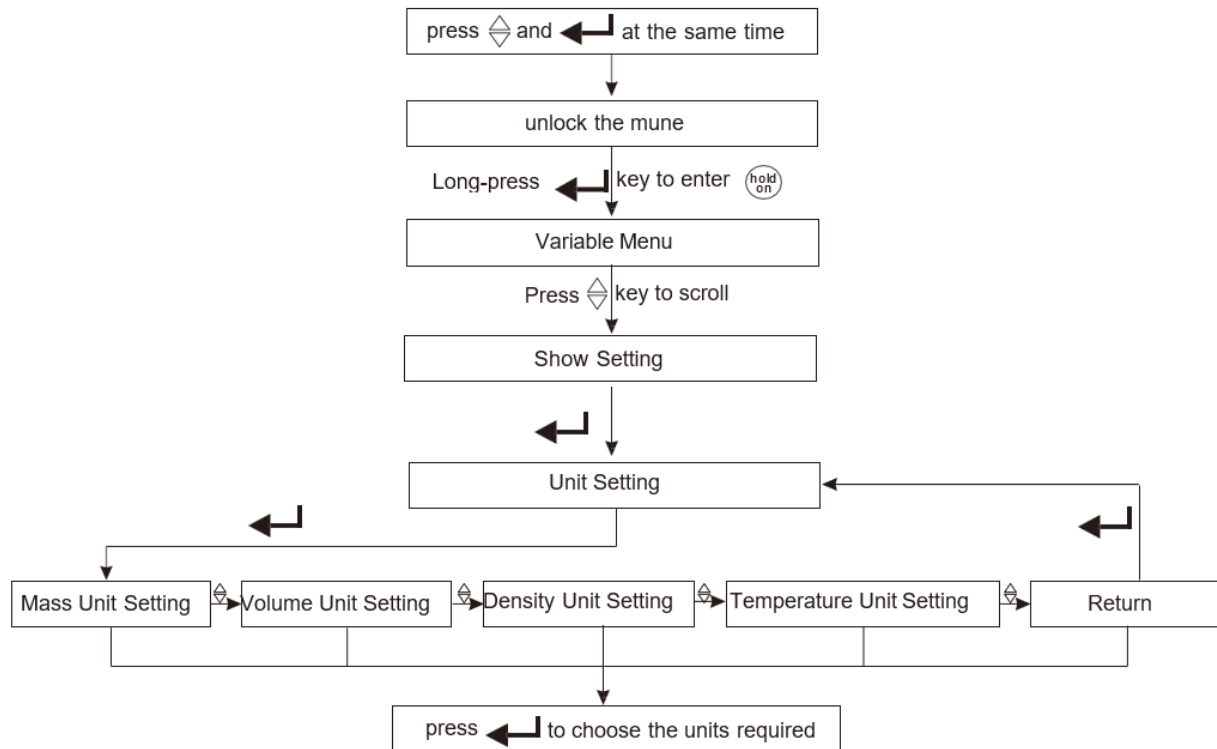 press and at the same time
unlock the mune
Long-press key to enter hold on
Variable Menu
Press key to scroll
Show Setting
Unit Setting
Mass Unit Setting Volume Unit Setting Density Unit Setting Temperature Unit Setting Return
press to choose the units required